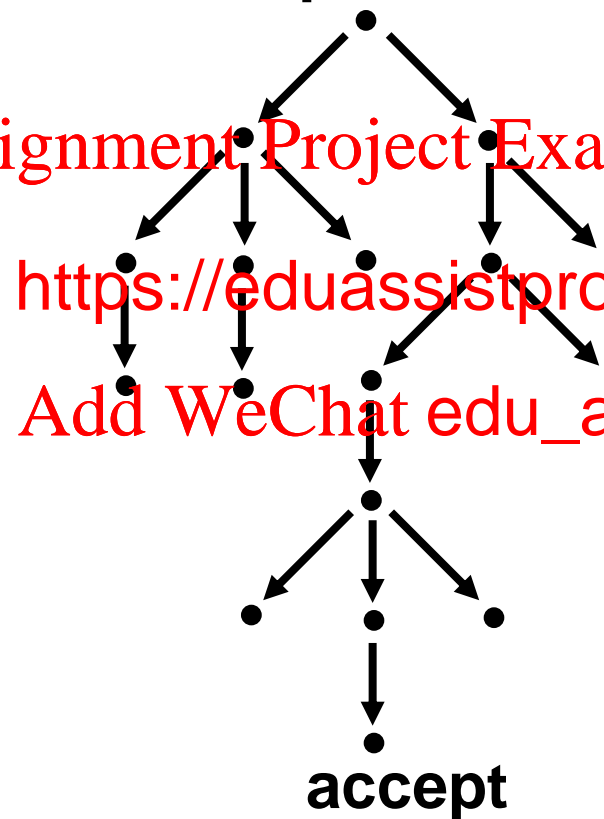 ignment Project Exa
https://eduassistpro
Add WeChat edu_a
accept